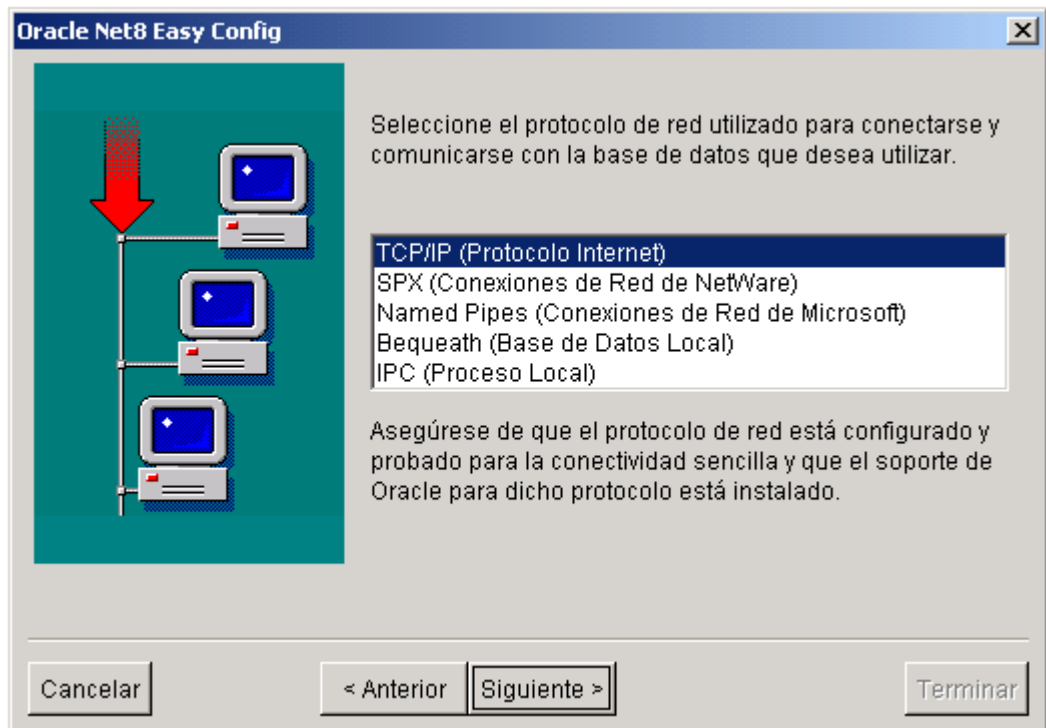 Oracle Net8 Easy Config
Seleccione el protocolo de red utilizado para conectarse y
comunicarse con la base de datos que desea utilizar.
TCP/IP (Protocolo Internet)
SPX (Conexiones de Red de NetWare)
Named Pipes (Conexiones de Red de Microsoft)
Bequeath (Base de Datos Local)
IPC (Proceso Local)
Asegúrese de que el protocolo de red está configurado y
probado para la conectividad sencilla y que el soporte de
Oracle para dicho protocolo está instalado.
Cancelar
< Anterior
Siguiente >
Terminar